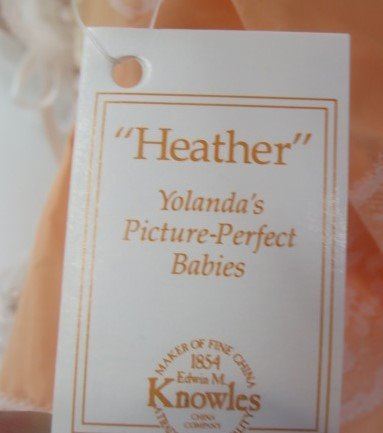 "Heather"
Yolanda's
Picture-Perfect
Babies
MAKER OF FINE CHINA
1854
Edwin M.
Knowles
CHINA
COMPANY